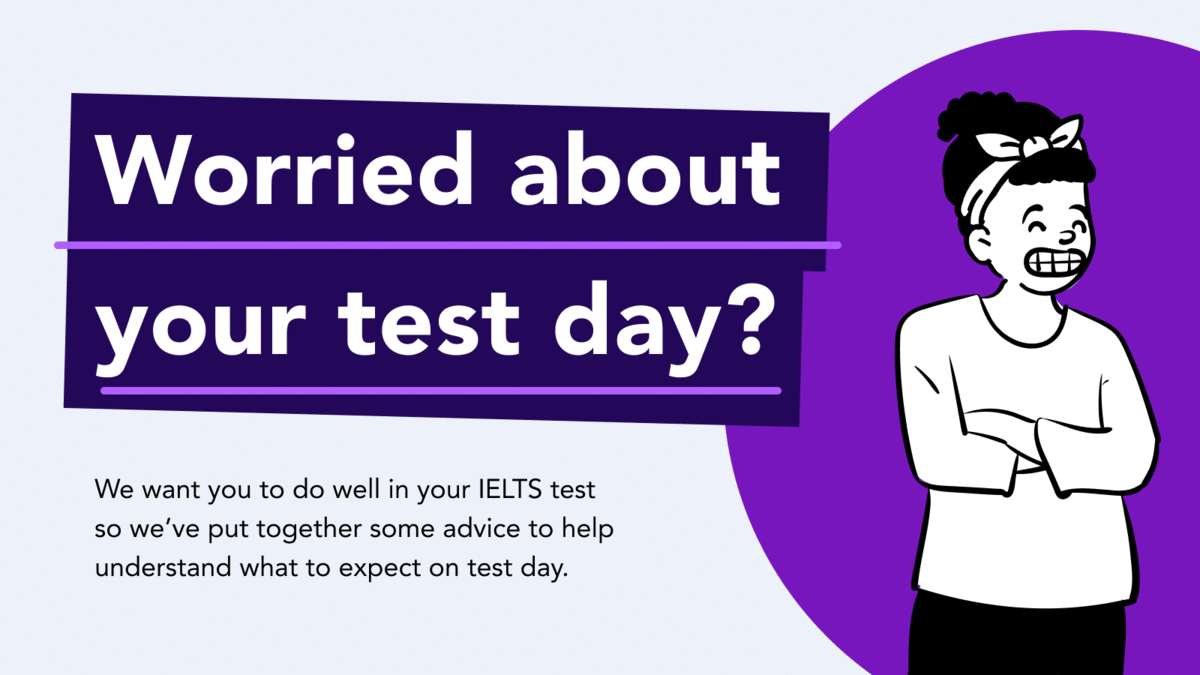 Worried about
your test day?
We want you to do well in your IELTS test
so we’ve put together some advice to help
understand what to expect on test day.